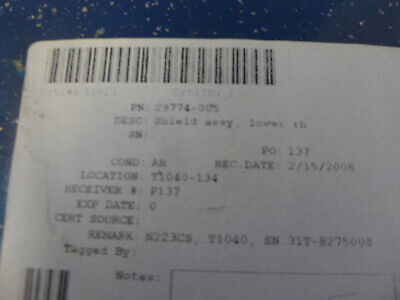 PN: 29774-005
DESC: Shield assy, lower rh
SN:
PO: 137
COND: AR REC.DATE: 2/15/2008
LOCATION: T1040-134
RECEIVER #: P137
EXP DATE: 0
CERT SOURCE:
REMARK: N223CS, T1040, SN 31T-8275008
Tagged By:
Notes: